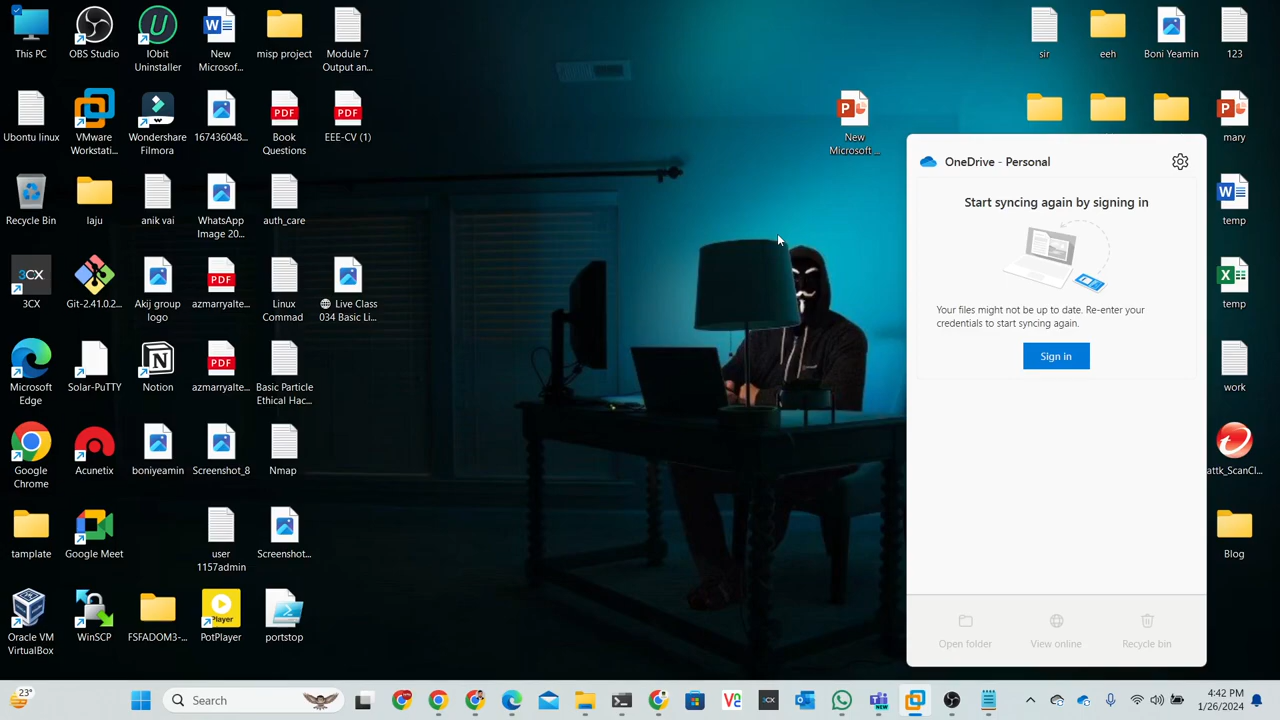 This PC
OBS Studio
IObit
Uninstaller
New
Microsof...
misp project
Module 7
Output an...
sir
eeh
Boni Yeamin
123
Ubuntu linux
VMware
Workstati...
Wondershare
Filmora
167436048...
Book
Questions
EEE-CV (1)
New
Microsoft ...
mary
OneDrive - Personal
Start syncing again by signing in
Your files might not be up to date. Re-enter your
credentials to start syncing again.
Sign in
Open folder
View online
Recycle bin
Recycle Bin
laju
anik vai
WhatsApp
Image 20...
auth_care
temp
3CX
3CX
Git-2.41.0.2...
Akij group
logo
azmarryalte...
Linux
Commad
Live Class
034 Basic Li...
temp
Microsoft
Edge
Solar-PuTTY
Notion
azmarryalte...
Basic Particle
Ethical Hac...
work
Google
Chrome
Acunetix
boniyeamin
Screenshot_8
Nmap
attk_ScanCl...
tamplate
Google Meet
user
1157admin
Screenshot...
Blog
Oracle VM
VirtualBox
WinSCP
FSFADOM3-...
Player
PotPlayer
portstop
23°
Search
3CX
NEW
4:42 PM
1/26/2024